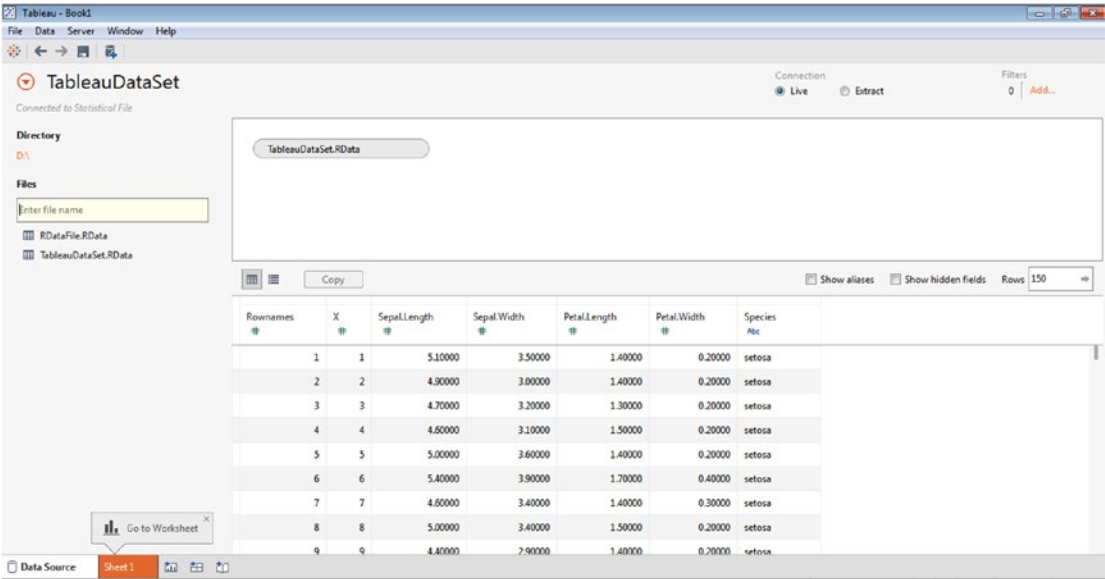 Tableau - Book1
File Data Server Window Help
TableauDataSet
Connected to Statistical File
Connection
Live Extract
Filters
0 Add...
Directory
D:\
Files
Enter file name
RDataFile.RData
TableauDataSet.RData
TableauDataSet.RData
Copy
Show aliases Show hidden fields Rows 150
Rownames X Sepal.Length Sepal.Width Petal.Length Petal.Width Species
# # # # # # Abc
1 1 5.10000 3.50000 1.40000 0.20000 setosa
2 2 4.90000 3.00000 1.40000 0.20000 setosa
3 3 4.70000 3.20000 1.30000 0.20000 setosa
4 4 4.60000 3.10000 1.50000 0.20000 setosa
5 5 5.00000 3.60000 1.40000 0.20000 setosa
6 6 5.40000 3.90000 1.70000 0.40000 setosa
7 7 4.60000 3.40000 1.40000 0.30000 setosa
8 8 5.00000 3.40000 1.50000 0.20000 setosa
9 9 4.40000 2.90000 1.40000 0.20000 setosa
Go to Worksheet
Data Source Sheet 1